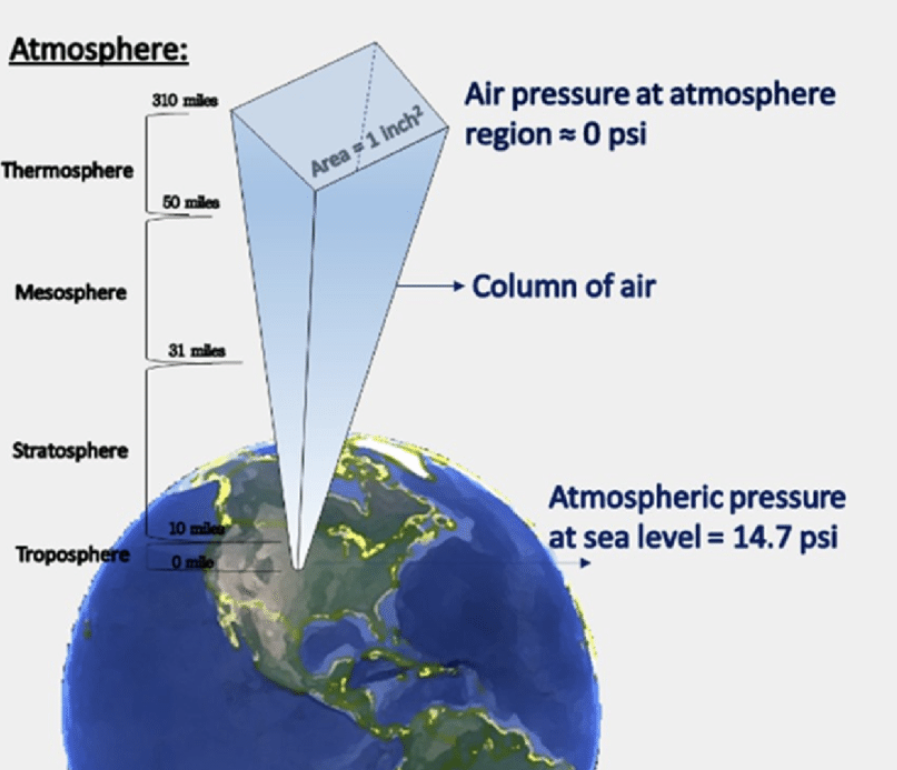 Atmosphere:
310 miles
Air pressure at atmosphere
region ≈ 0 psi
Area = 1 inch²
Thermosphere
50 miles
Mesosphere
Column of air
31 miles
Stratosphere
Atmospheric pressure
at sea level = 14.7 psi
10 miles
Troposphere
0 mile